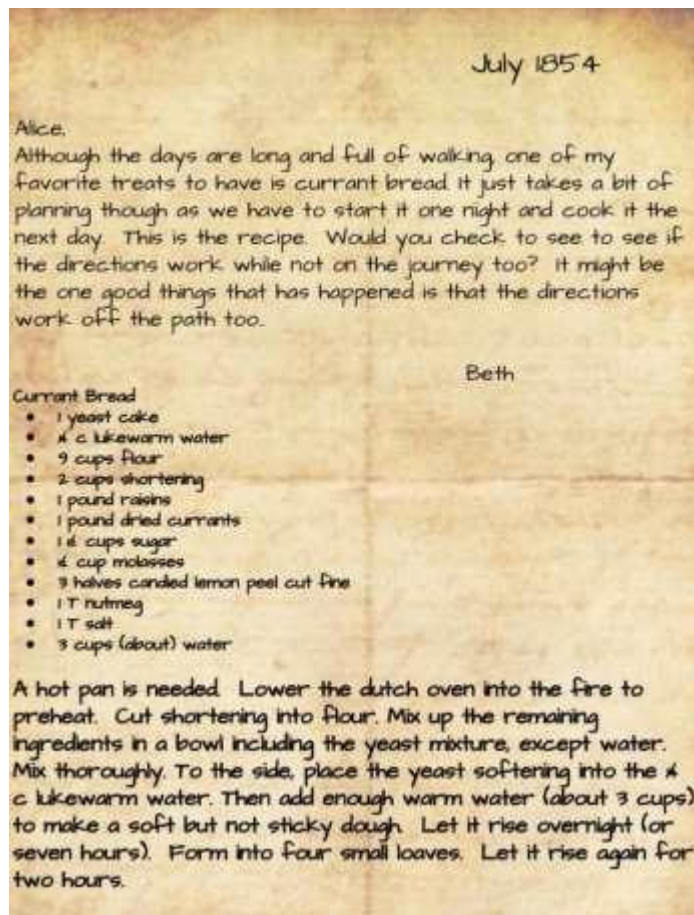 July 1854
Alice,
Although the days are long and full of walking, one of my
favorite treats to have is currant bread. it just takes a bit of
planning though as we have to start it one night and cook it the
next day. This is the recipe. Would you check to see to see if
the directions work while not on the journey too? It might be
the one good things that has happened is that the directions
work off the path too.
Beth
Currant Bread
• 1 yeast cake
• c lukewarm water
• 9 cups flour
• 2 cups shortening
• 1 pound raisins
• 1 pound dried currants
• 1 cups sugar
• cup molasses
• 3 halves candied lemon peel cut fine
• 1 T nutmeg
• 1 T salt
• 3 cups (about) water
A hot pan is needed. Lower the dutch oven into the fire to
preheat. Cut shortening into flour. Mix up the remaining
ingredients in a bowl including the yeast mixture, except water.
Mix thoroughly. To the side, place the yeast softening into the
c lukewarm water. Then add enough warm water (about 3 cups)
to make a soft but not sticky dough. Let it rise overnight (or
seven hours). Form into four small loaves. Let it rise again for
two hours.